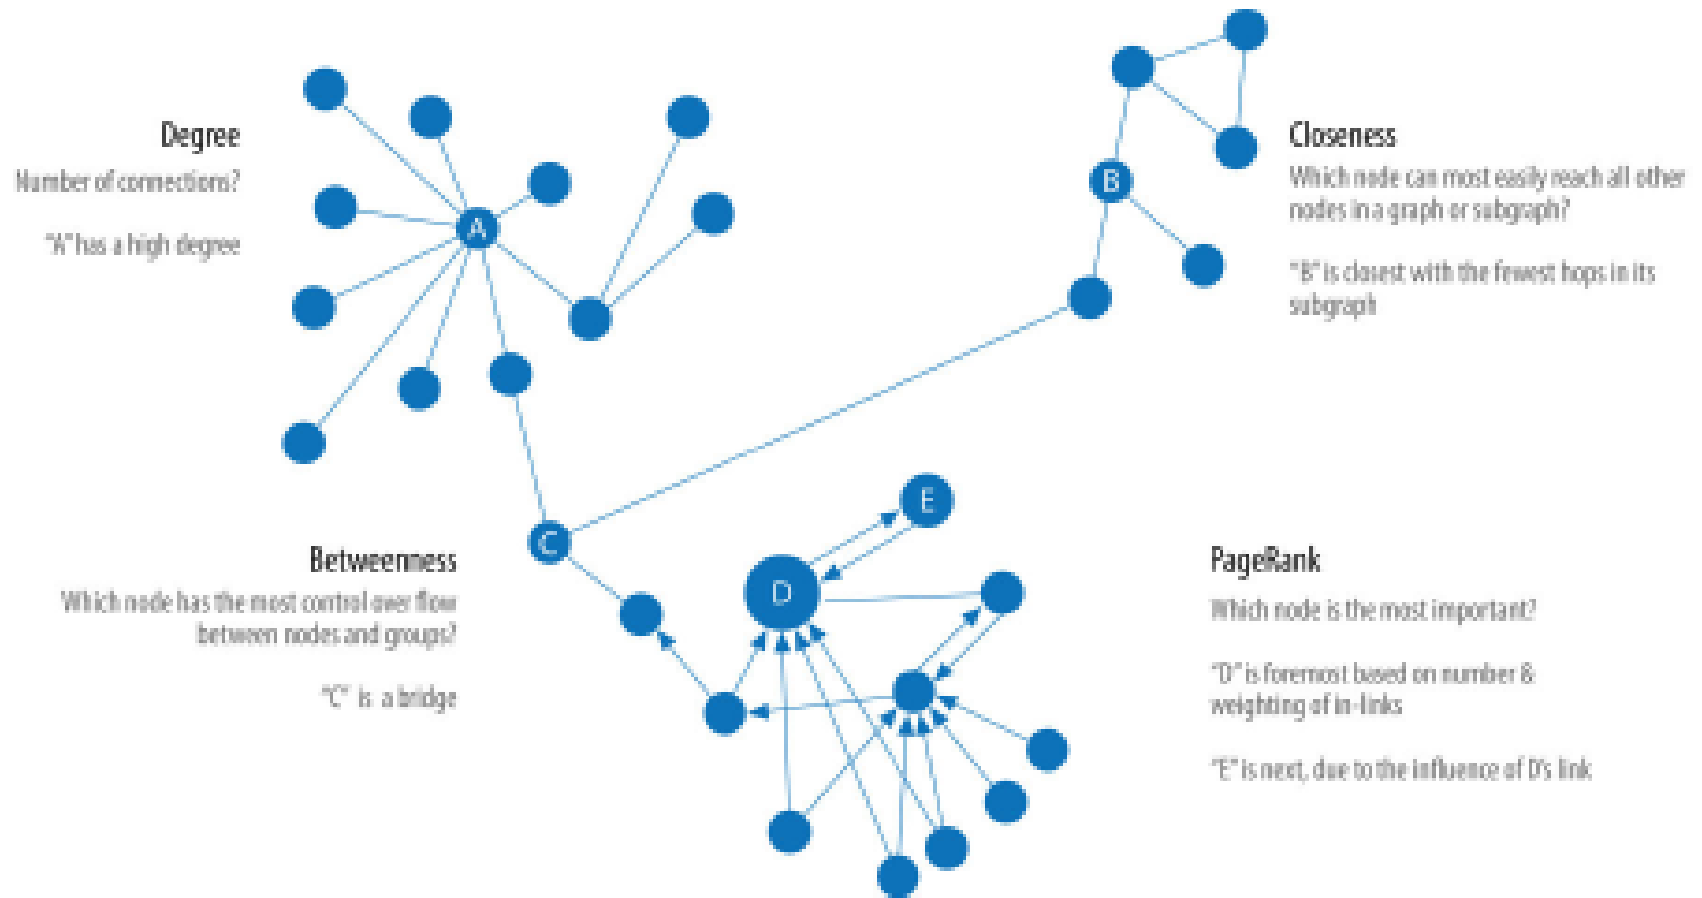 Degree
Number of connections?
"A" has a high degree
A
B
Closeness
Which node can most easily reach all other
nodes in a graph or subgraph?
"B" is closest with the fewest hops in its
subgraph
C
Betweenness
Which node has the most control over flow
between nodes and groups?
"C" is a bridge
E
D
PageRank
Which node is the most important?
"D" is foremost based on number &
weighting of in-links
"E" is next, due to the influence of D's link